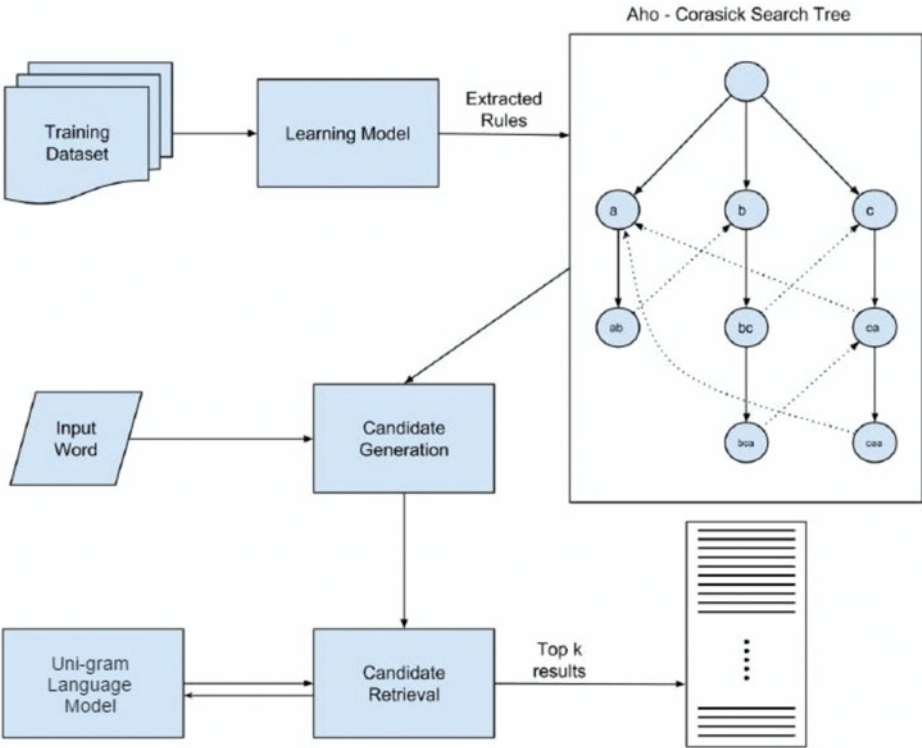 Aho - Corasick Search Tree
Training
Dataset
Learning Model
Extracted
Rules
a
b
c
ab
bc
ca
bca
caa
Input
Word
Candidate
Generation
Uni-gram
Language
Model
Candidate
Retrieval
Top k
results